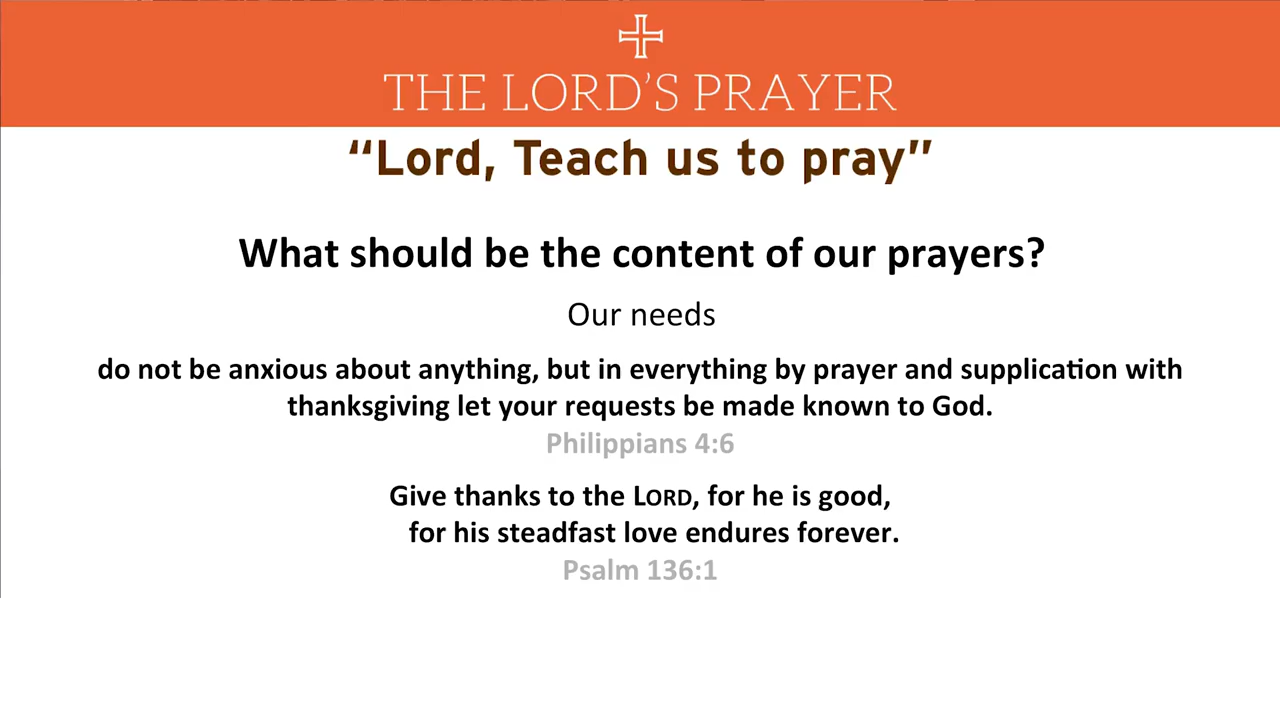 THE LORD’S PRAYER
“Lord, Teach us to pray”
What should be the content of our prayers?
Our needs
do not be anxious about anything, but in everything by prayer and supplication with
thanksgiving let your requests be made known to God.
Philippians 4:6
Give thanks to the LORD, for he is good,
for his steadfast love endures forever.
Psalm 136:1